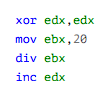 xor edx,edx
mov ebx,20
div ebx
inc edx